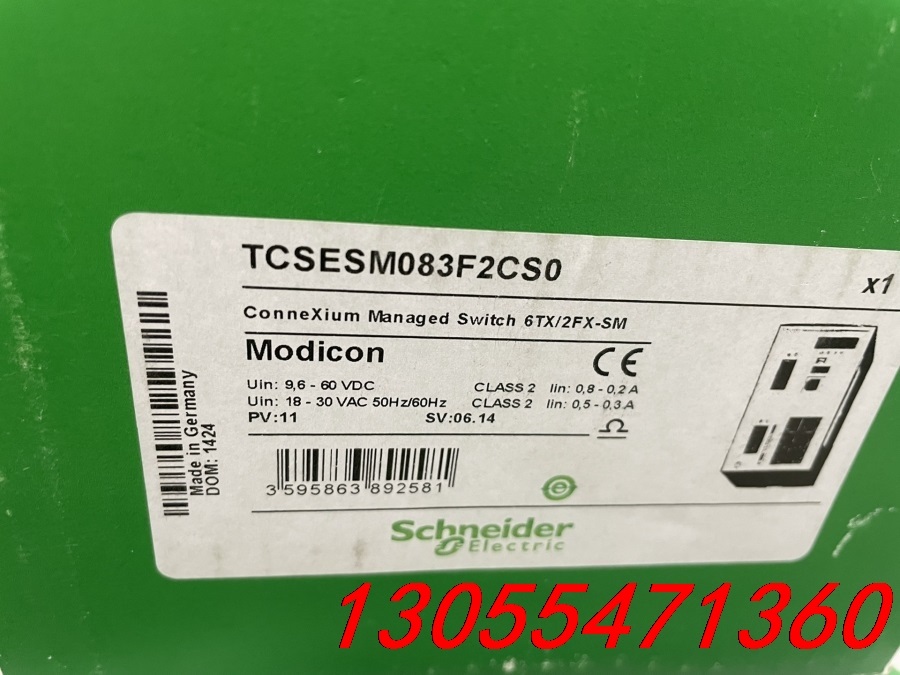 TCSESM083F2CS0
x1
ConneXium Managed Switch 6TX/2FX-SM
Modicon
CE
Uin: 9,6 - 60 VDC CLASS 2 Iin: 0,8 - 0,2 A
Uin: 18 - 30 VAC 50Hz/60Hz CLASS 2 Iin: 0,5 - 0,3 A
PV:11 SV:06.14
Made in Germany
DOM: 1424
3 595863 892581
Schneider
Electric
13055471360